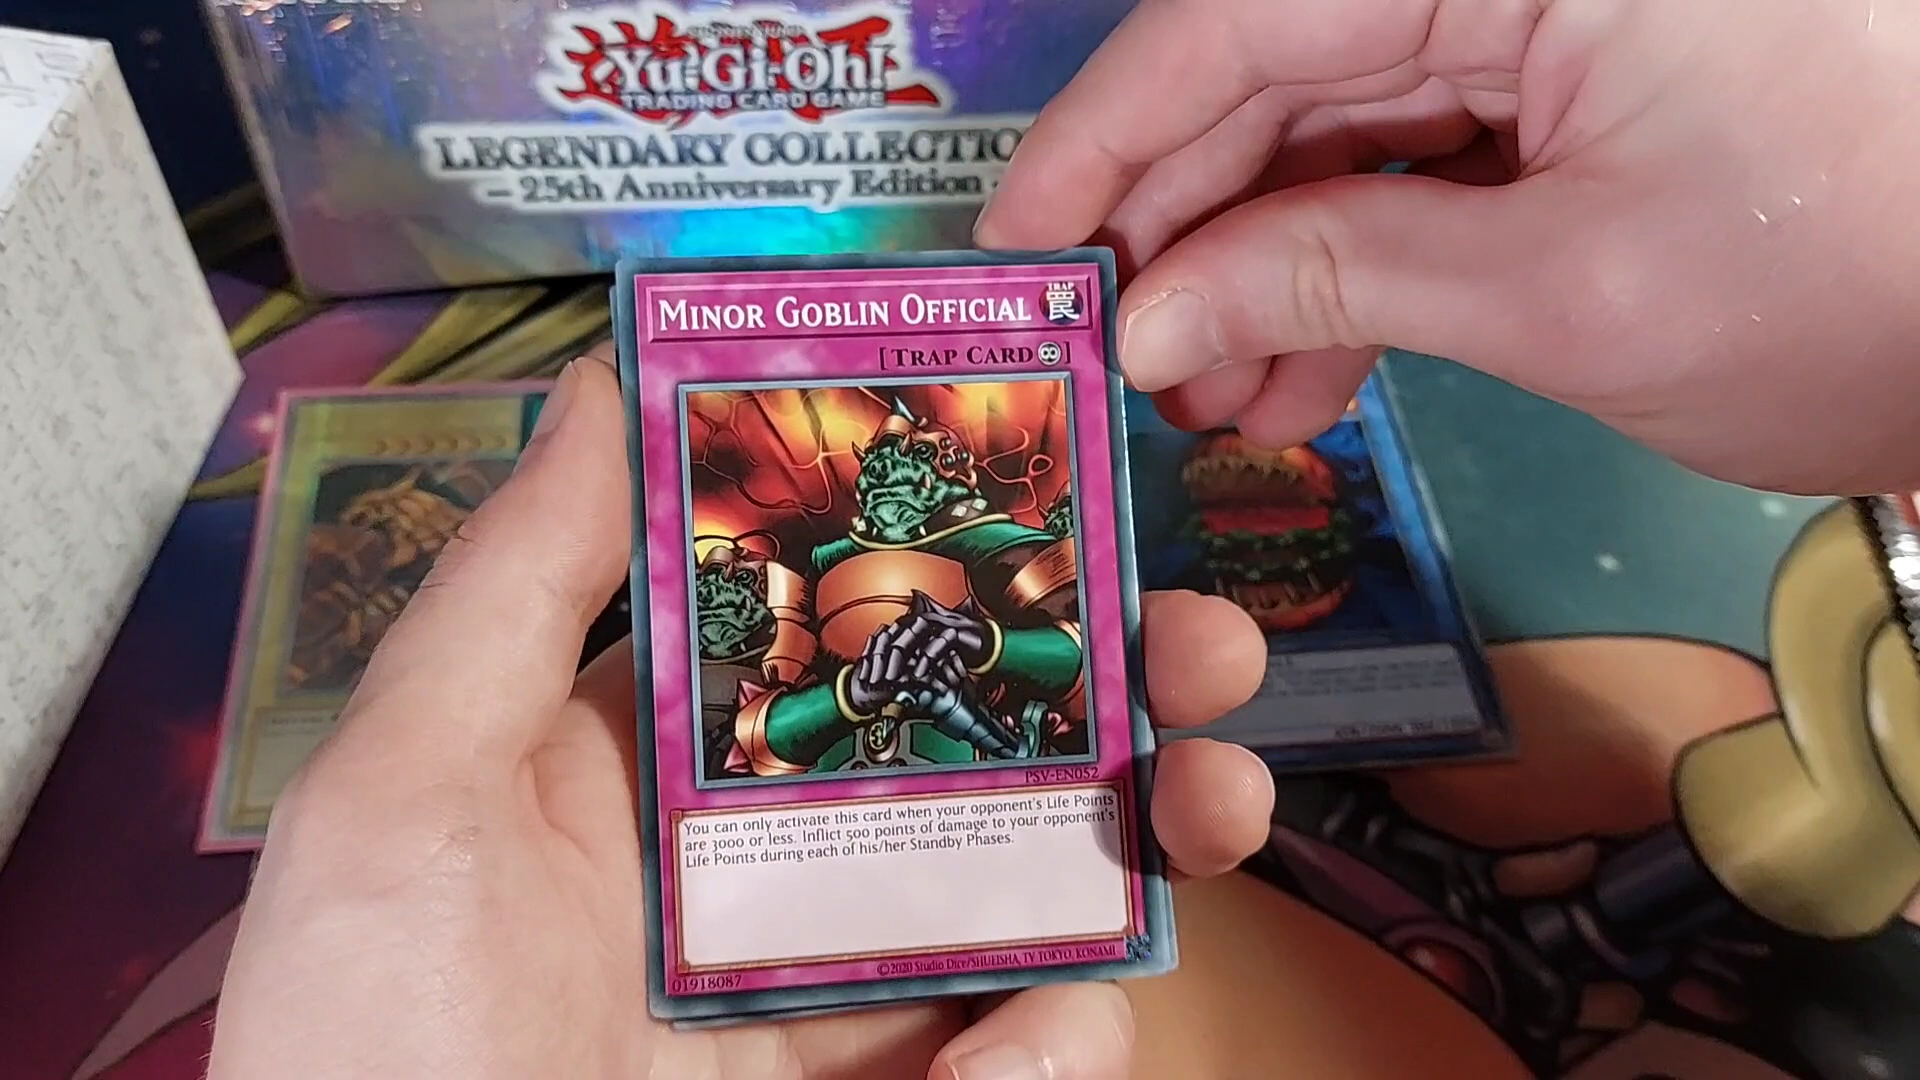 Yu-Gi-Oh!
TRADING CARD GAME
LEGENDARY COLLECTIO
- 25th Anniversary Edition -
MINOR GOBLIN OFFICIAL
TRAP
罠
[TRAP CARD♾]
PSV-EN052
You can only activate this card when your opponent's Life Points
are 3000 or less. Inflict 500 points of damage to your opponent's
Life Points during each of his/her Standby Phases.
01918087
©2020 Studio Dice/SHUEISHA, TV TOKYO, KONAMI